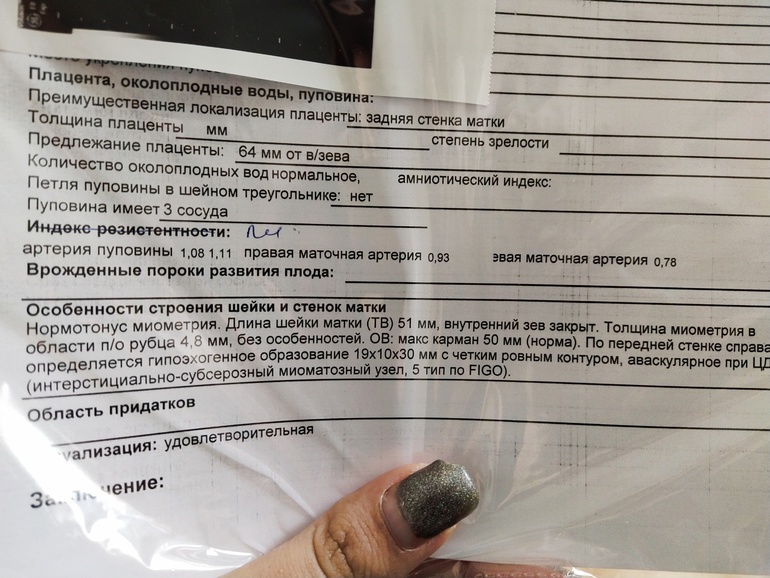 Плацента, околоплодные воды, пуповина:
Преимущественная локализация плаценты: задняя стенка матки
Толщина плаценты мм степень зрелости
Предлежание плаценты: 64 мм от в/зева
Количество околоплодных вод нормальное, амниотический индекс:
Петля пуповины в шейном треугольнике: нет
Пуповина имеет 3 сосуда
Индекс резистентности:
артерия пуповины 1,08 1,11 правая маточная артерия 0,93 эвая маточная артерия 0,78
Врожденные пороки развития плода:
Особенности строения шейки и стенок матки
Нормотонус миометрия. Длина шейки матки (ТВ) 51 мм, внутренний зев закрыт. Толщина миометрия в
области п/о рубца 4,8 мм, без особенностей. ОВ: макс карман 50 мм (норма). По передней стенке справа
определяется гипоэхогенное образование 19х10х30 мм с четким ровным контуром, аваскулярное при ЦД
(интерстициально-субсерозный миоматозный узел, 5 тип по FIGO).
Область придатков
уализация: удовлетворительная
Заключение: